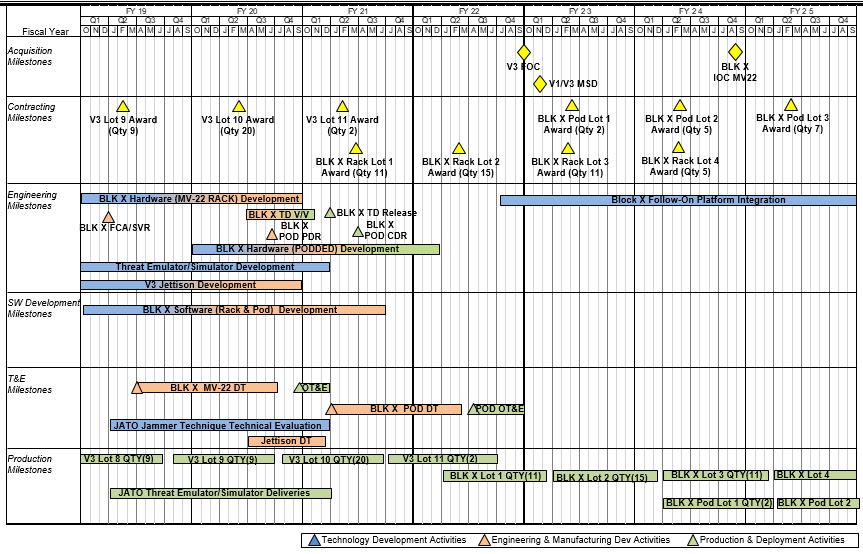 FY 19 FY 20 FY 21 FY 22 FY 23 FY 24 FY 25
Q1 Q2 Q3 Q4 Q1 Q2 Q3 Q4 Q1 Q2 Q3 Q4 Q1 Q2 Q3 Q4 Q1 Q2 Q3 Q4 Q1 Q2 Q3 Q4 Q1 Q2 Q3 Q4
Fiscal Year O N D J F M A M J J A S O N D J F M A M J J A S O N D J F M A M J J A S O N D J F M A M J J A S O N D J F M A M J J A S O N D J F M A M J J A S O N D J F M A M J J A S
Acquisition
Milestones
V3 FOC
V1/V3 MSD
BLK X
IOC MV22
Contracting
Milestones
V3 Lot 9 Award
(Qty 9)
V3 Lot 10 Award
(Qty 20)
V3 Lot 11 Award
(Qty 2)
BLK X Pod Lot 1
Award (Qty 2)
BLK X Pod Lot 2
Award (Qty 5)
BLK X Pod Lot 3
Award (Qty 7)
BLK X Rack Lot 1
Award (Qty 11)
BLK X Rack Lot 2
Award (Qty 15)
BLK X Rack Lot 3
Award (Qty 11)
BLK X Rack Lot 4
Award (Qty 5)
Engineering
Milestones
BLK X Hardware (MV-22 RACK) Development
Block X Follow-On Platform Integration
BLK X TD V/V
BLK X TD Release
BLK X FCA/SVR
BLK X
POD PDR
BLK X
POD CDR
BLK X Hardware (PODDED) Development
Threat Emulator/Simulator Development
V3 Jettison Development
SW Development
Milestones
BLK X Software (Rack & Pod) Development
T&E
Milestones
BLK X MV-22 DT
OT&E
BLK X POD DT
POD OT&E
JATO Jammer Technique Technical Evaluation
Jettison DT
Production
Milestones
V3 Lot 8 QTY(9)
V3 Lot 9 QTY(9)
V3 Lot 10 QTY(20)
V3 Lot 11 QTY(2)
BLK X Lot 1 QTY(11)
BLK X Lot 2 QTY(15)
BLK X Lot 3 QTY(11)
BLK X Lot 4
JATO Threat Emulator/Simulator Deliveries
BLK X Pod Lot 1 QTY(2)
BLK X Pod Lot 2
Technology Development Activities
Engineering & Manufacturing Dev Activities
Production & Deployment Activities